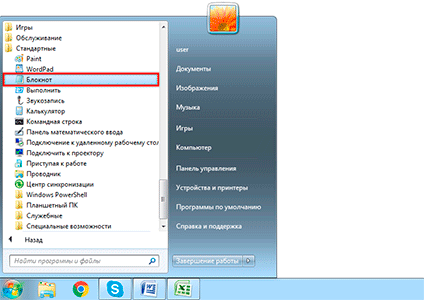 Игры
Обслуживание
Стандартные
Paint
WordPad
Блокнот
Выполнить
Звукозапись
Калькулятор
Командная строка
Панель математического ввода
Подключение к удаленному рабочему стол
Подключить к проектору
Приступая к работе
Проводник
Центр синхронизации
Windows PowerShell
Планшетный ПК
Служебные
Специальные возможности
Назад
Найти программы и файлы
user
Документы
Изображения
Музыка
Игры
Компьютер
Панель управления
Устройства и принтеры
Программы по умолчанию
Справка и поддержка
Завершение работы